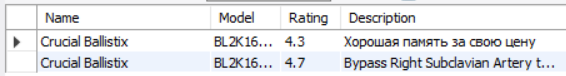 Name Model Rating Description
Crucial Ballistix BL2K16... 4.3 Хорошая память за свою цену
Crucial Ballistix BL2K16... 4.7 Bypass Right Subclavian Artery t...